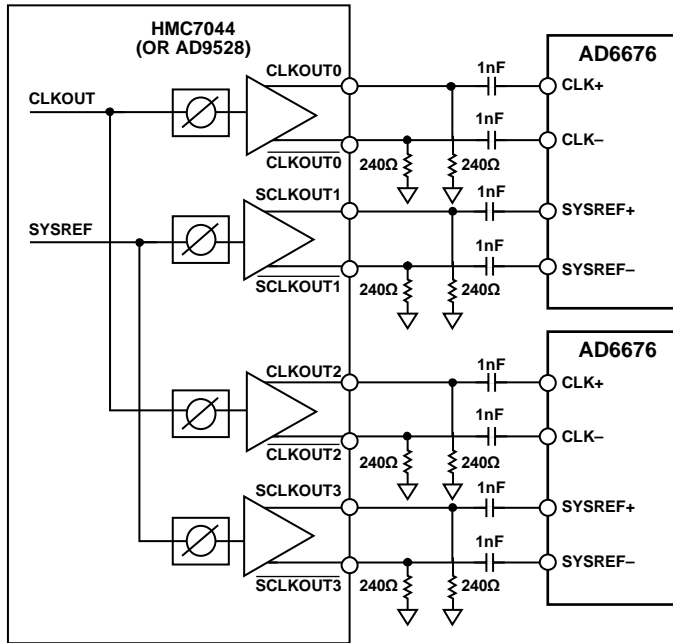 HMC7044
(OR AD9528)
CLKOUT
SYSREF
CLKOUT0
CLKOUT0
SCLKOUT1
SCLKOUT1
CLKOUT2
CLKOUT2
SCLKOUT3
SCLKOUT3
1nF
1nF
240Ω
240Ω
1nF
1nF
240Ω
240Ω
1nF
1nF
240Ω
240Ω
1nF
1nF
240Ω
240Ω
AD6676
CLK+
CLK–
SYSREF+
SYSREF–
AD6676
CLK+
CLK–
SYSREF+
SYSREF–